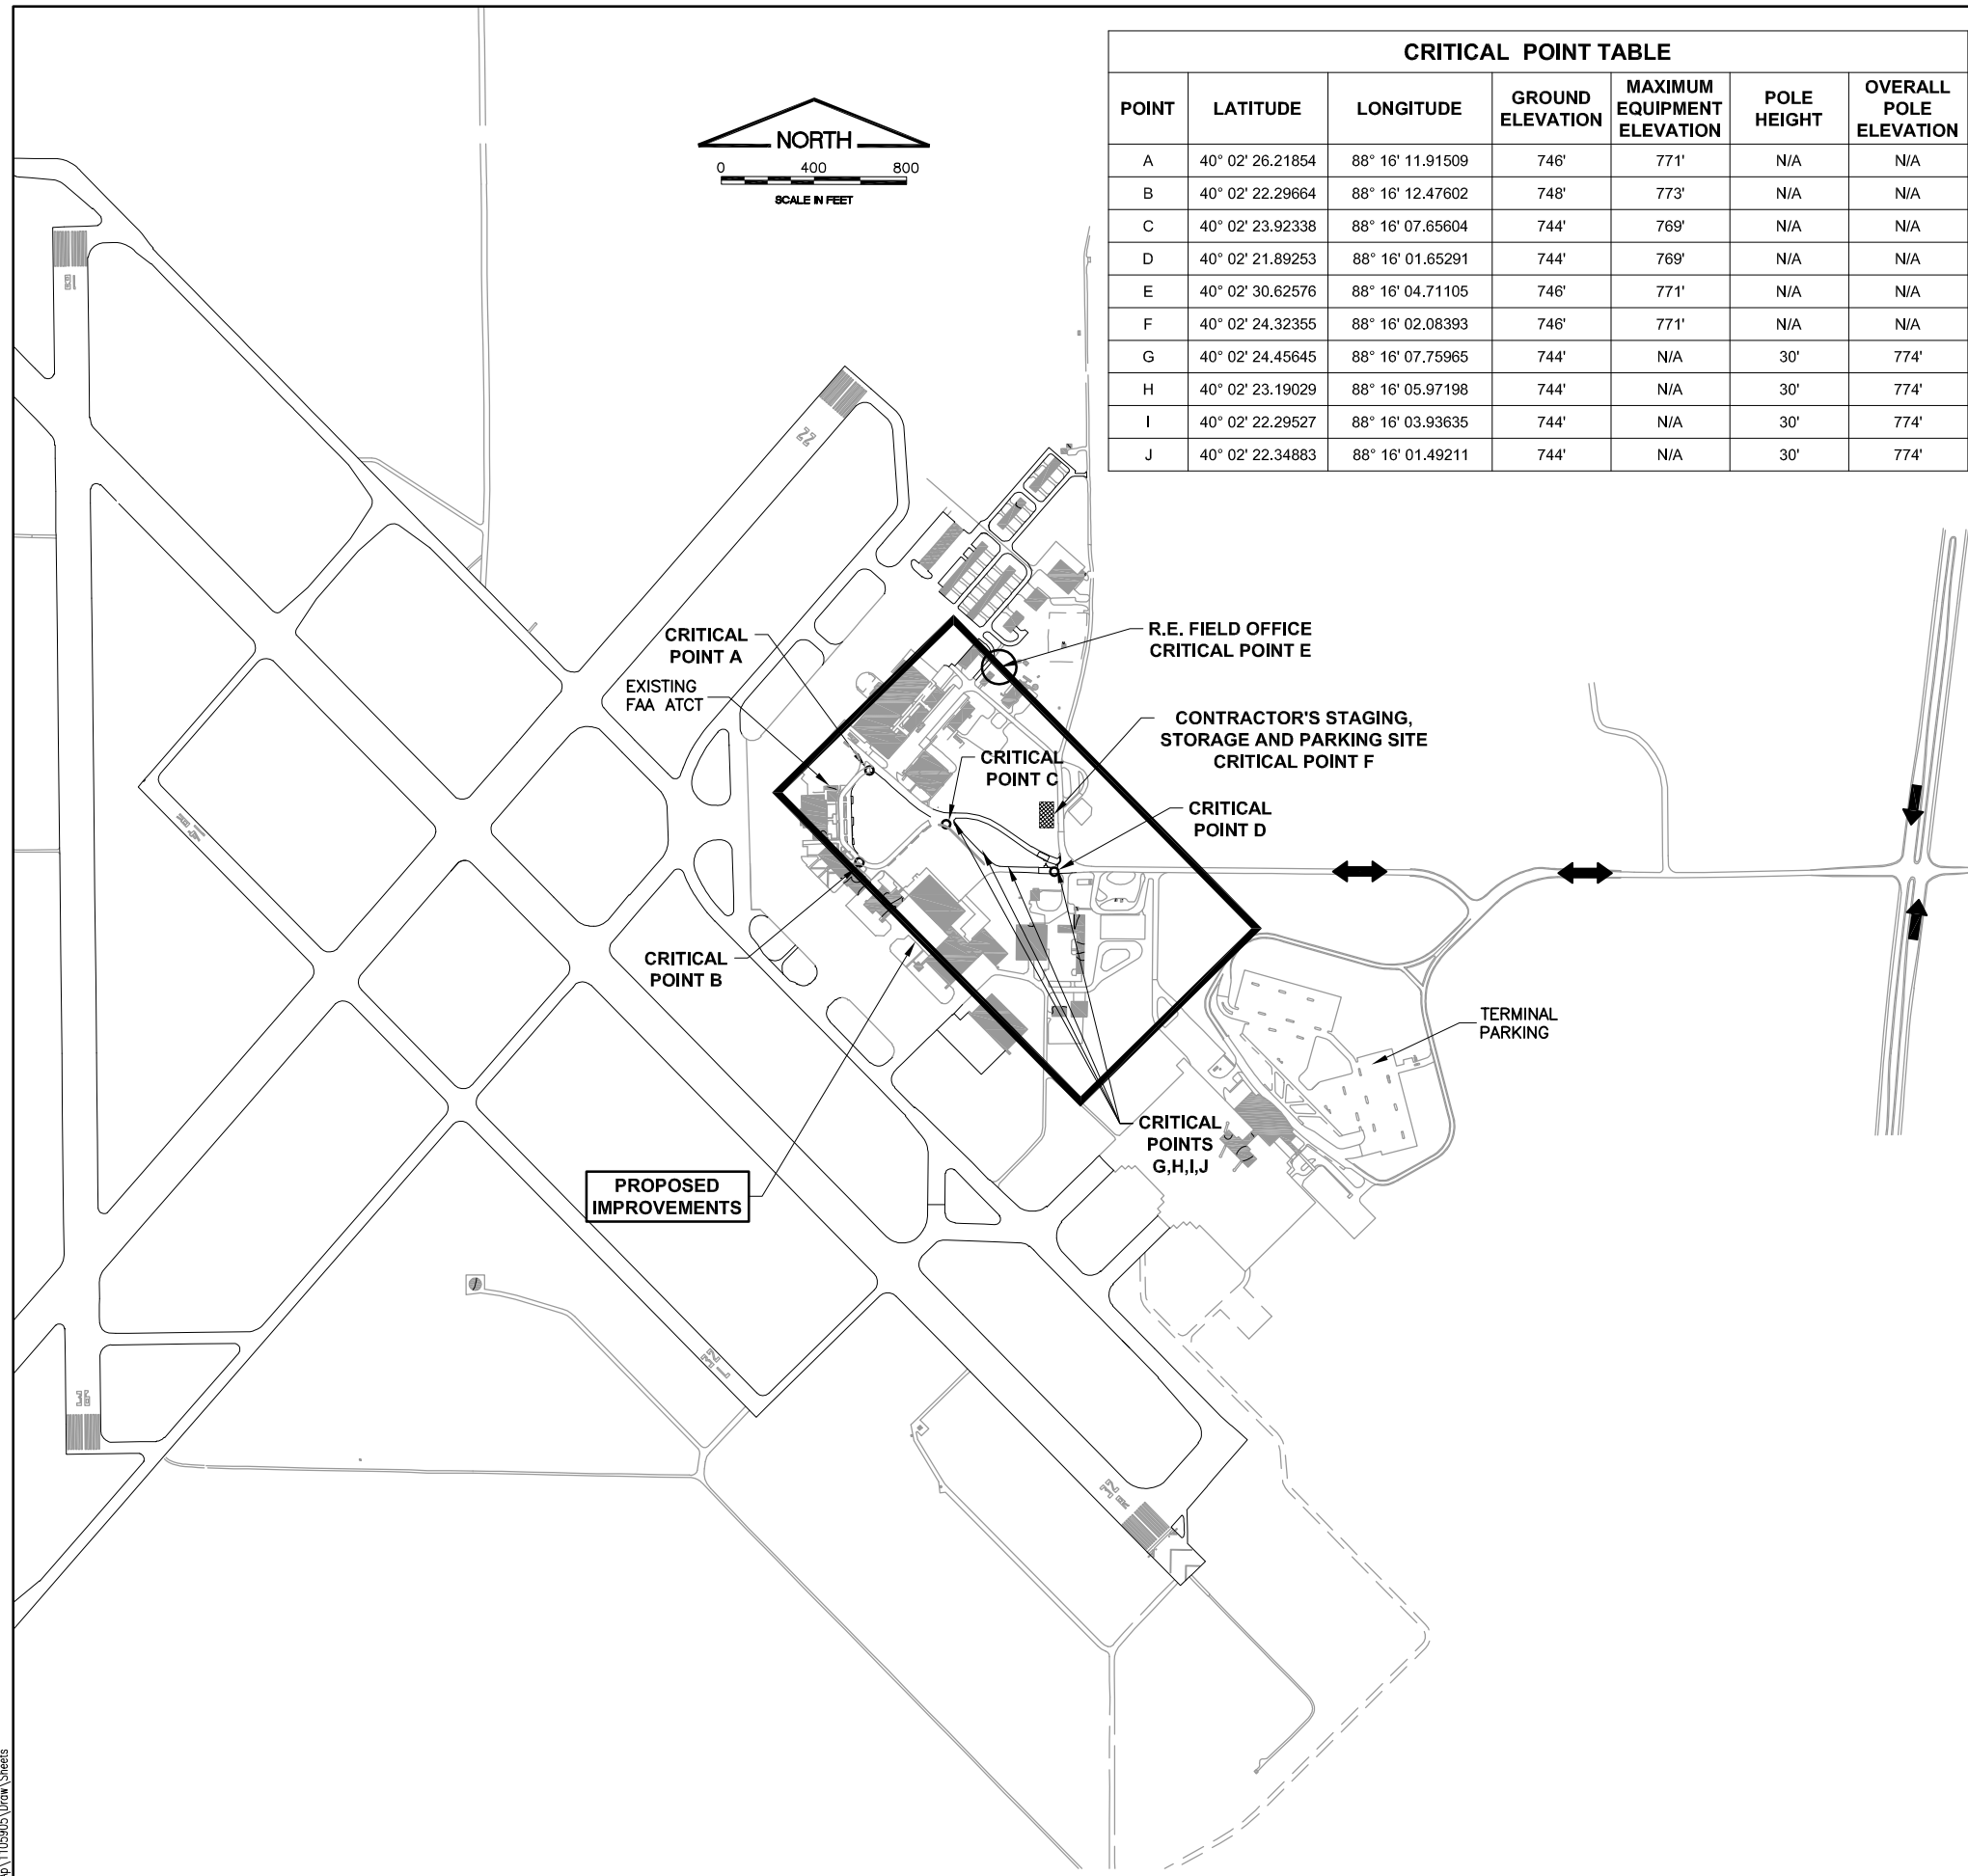 CRITICAL POINT TABLE
POINT LATITUDE LONGITUDE GROUND ELEVATION MAXIMUM EQUIPMENT ELEVATION POLE HEIGHT OVERALL POLE ELEVATION
A 40° 02' 26.21854 88° 16' 11.91509 746' 771' N/A N/A
B 40° 02' 22.29664 88° 16' 12.47602 748' 773' N/A N/A
C 40° 02' 23.92338 88° 16' 07.65604 744' 769' N/A N/A
D 40° 02' 21.89253 88° 16' 01.65291 744' 769' N/A N/A
E 40° 02' 30.62576 88° 16' 04.71105 746' 771' N/A N/A
F 40° 02' 24.32355 88° 16' 02.08393 746' 771' N/A N/A
G 40° 02' 24.45645 88° 16' 07.75965 744' N/A 30' 774'
H 40° 02' 23.19029 88° 16' 05.97198 744' N/A 30' 774'
I 40° 02' 22.29527 88° 16' 03.93635 744' N/A 30' 774'
J 40° 02' 22.34883 88° 16' 01.49211 744' N/A 30' 774'
NORTH
0 400 800
SCALE IN FEET
22
CRITICAL
POINT A
EXISTING
FAA ATCT
R.E. FIELD OFFICE
CRITICAL POINT E
CONTRACTOR'S STAGING,
STORAGE AND PARKING SITE
CRITICAL POINT F
CRITICAL
POINT C
CRITICAL
POINT D
CRITICAL
POINT B
TERMINAL
PARKING
CRITICAL
POINTS
G,H,I,J
PROPOSED
IMPROVEMENTS